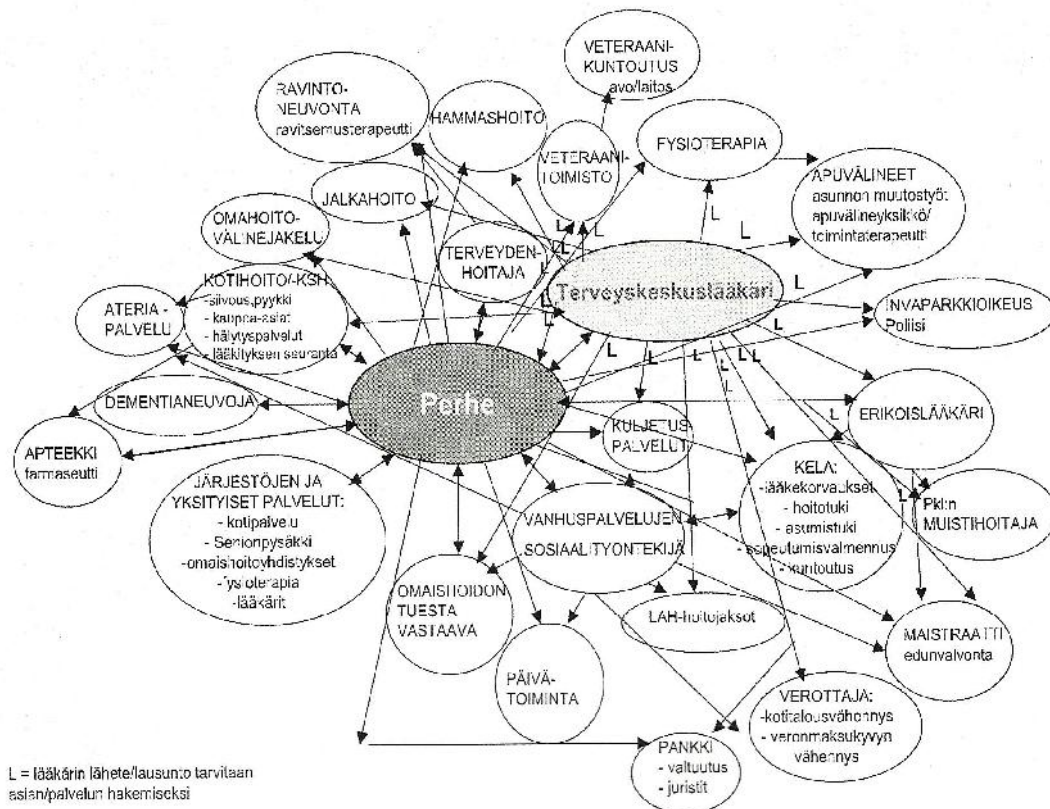 VETERAANI-
KUNTOUTUS
avo/laitos
RAVINTO-
NEUVONTA
ravitsemusterapeutti
HAMMASHOITO
VETERAANI-
TOIMISTO
FYSIOTERAPIA
APUVÄLINEET
asunnon muutostyöt
apuvälineyksikkö/
toimintaterapeutti
JALKAHOITO
OMAHOITO-
VÄLINEJAKELU
TERVEYDEN-
HOITAJA
Terveyskeskuslääkäri
KOTIHOITO/-KSH
-siivous,pyykki
- kauppa-asiat
- hälytyspalvelut
- lääkityksen seuranta
ATERIA-
PALVELU
INVAPARKKIOIKEUS
Poliisi
Perhe
DEMENTIANEUVOJA
ERIKOISLÄÄKÄRI
KULJETUS-
PALVELUT
APTEEKKI
farmaseutti
JÄRJESTÖJEN JA
YKSITYISET PALVELUT:
- kotipalvelu
- Senioripysäkki
-omaishoitoyhdistykset
-fysioterapia
-lääkärit
KELA:
-lääkekorvaukset
- hoitotuki
- asumistuki
- sopeutumisvalmennus
- kuntoutus
Pkl:n
MUISTIHOITAJA
VANHUSPALVELUJEN
SOSIAALITYÖNTEKIJÄ
OMAISHOIDON
TUESTA
VASTAAVA
LAH-hoitojaksot
MAISTRAATTI
edunvalvonta
PÄIVÄ-
TOIMINTA
VEROTTAJA:
-kotitalousvähennys
- veronmaksukyvyn
vähennys
PANKKI
- valtuutus
- juristit
L L L L L L L L L L L L L L L L L L L
L = lääkärin lähete/lausunto tarvitaan
asian/palvelun hakemiseksi